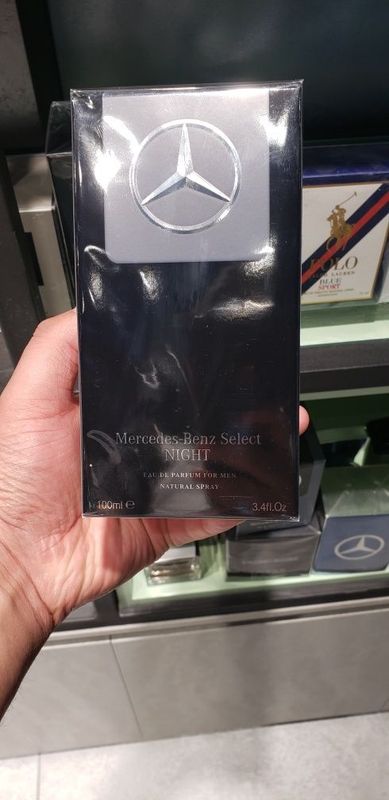 Mercedes-Benz Select
NIGHT
EAU DE PARFUM FOR MEN
NATURAL SPRAY
100ml ℮
3.4fl.Oz
POLO
RALPH LAUREN
BLUE
SPORT